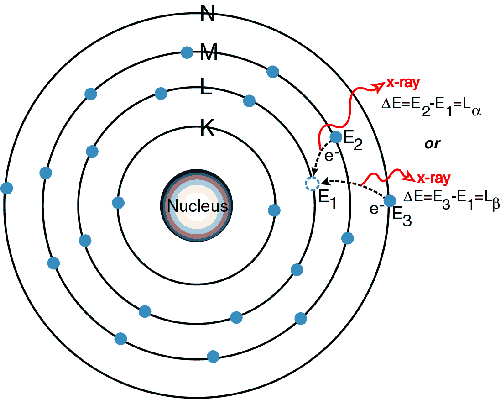 N
M
L
K
Nucleus
x-ray
ΔE=E₂-E₁=Lα
E₂
e-
or
x-ray
E₁
e-
E₃
ΔE=E₃-E₁=Lβ